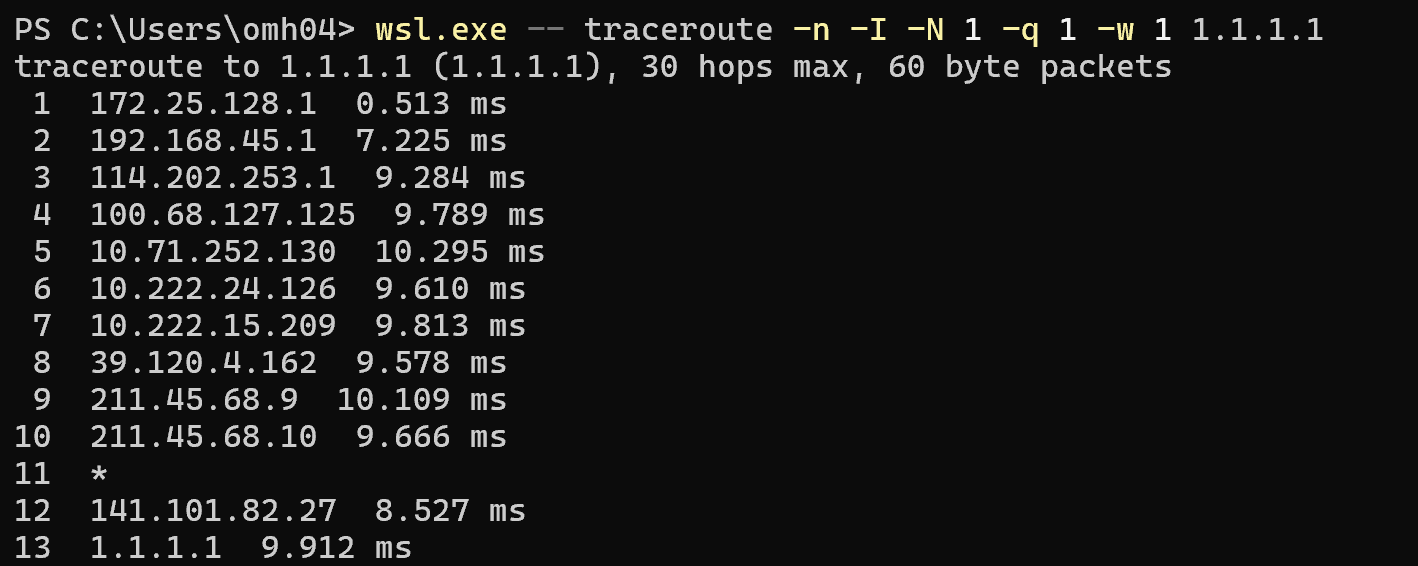 PS C:\Users\omh04> wsl.exe -- traceroute -n -I -N 1 -q 1 -w 1 1.1.1.1
traceroute to 1.1.1.1 (1.1.1.1), 30 hops max, 60 byte packets
 1  172.25.128.1  0.513 ms
 2  192.168.45.1  7.225 ms
 3  114.202.253.1  9.284 ms
 4  100.68.127.125  9.789 ms
 5  10.71.252.130  10.295 ms
 6  10.222.24.126  9.610 ms
 7  10.222.15.209  9.813 ms
 8  39.120.4.162  9.578 ms
 9  211.45.68.9  10.109 ms
10  211.45.68.10  9.666 ms
11  *
12  141.101.82.27  8.527 ms
13  1.1.1.1  9.912 ms